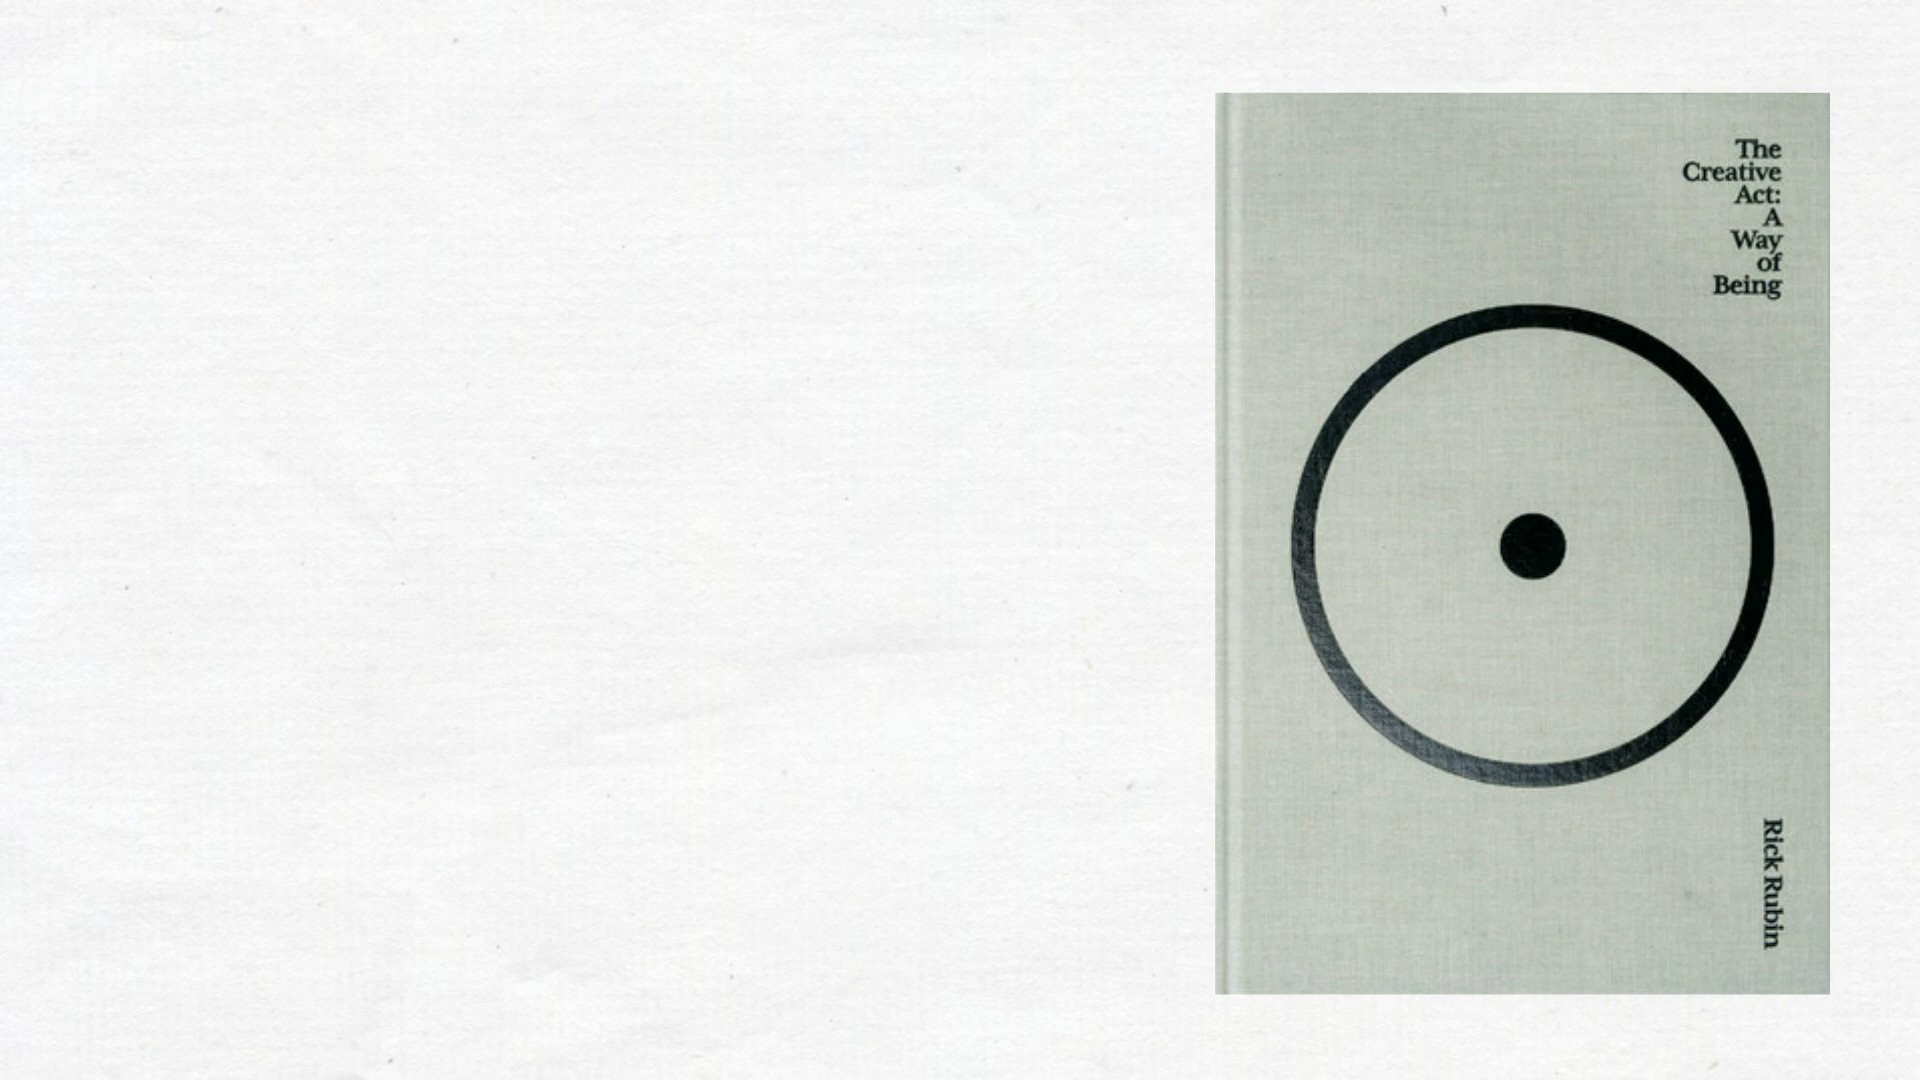 The
Creative
Act:
A
Way
of
Being
Rick Rubin